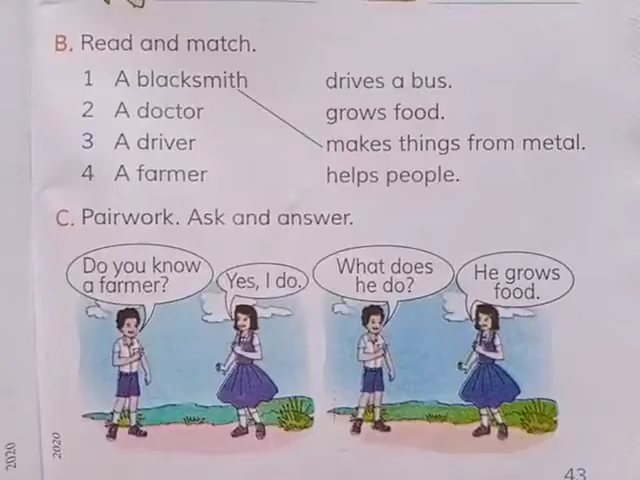 B. Read and match.
1 A blacksmith drives a bus.
2 A doctor grows food.
3 A driver makes things from metal.
4 A farmer helps people.
C. Pairwork. Ask and answer.
Do you know
a farmer?
Yes, I do.
What does
he do?
He grows
food.
2020
2020
43